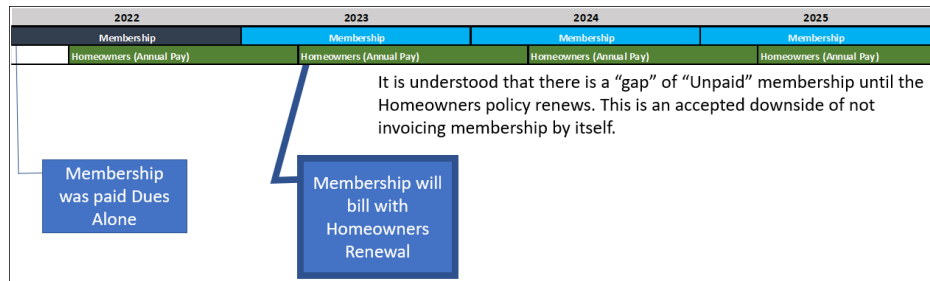 2022 2023 2024 2025
Membership Membership Membership Membership
Homeowners (Annual Pay) Homeowners (Annual Pay) Homeowners (Annual Pay) Homeowners (Annual Pay)
It is understood that there is a “gap” of “Unpaid” membership until the
Homeowners policy renews. This is an accepted downside of not
invoicing membership by itself.
Membership
was paid Dues
Alone
Membership will
bill with
Homeowners
Renewal